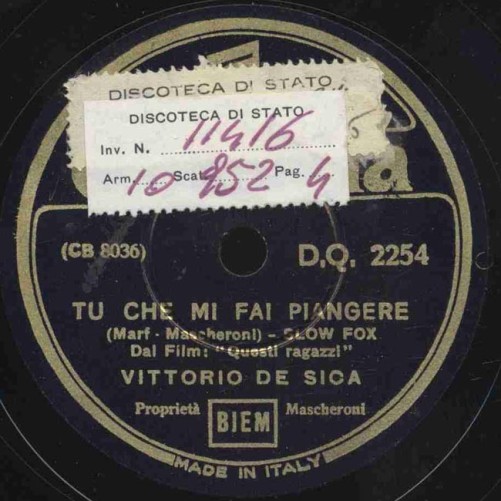 DISCOTECA DI STATO
DISCOTECA DI STATO
Inv. N. 11416
Arm. 10 Scat. 952 Pag. 4
(CB 8036) D.Q. 2254
TU CHE MI FAI PIANGERE
(Marf - Mascheroni) - SLOW FOX
Dal Film: "Questi ragazzi"
VITTORIO DE SICA
Proprietà BIEM Mascheroni
MADE IN ITALY